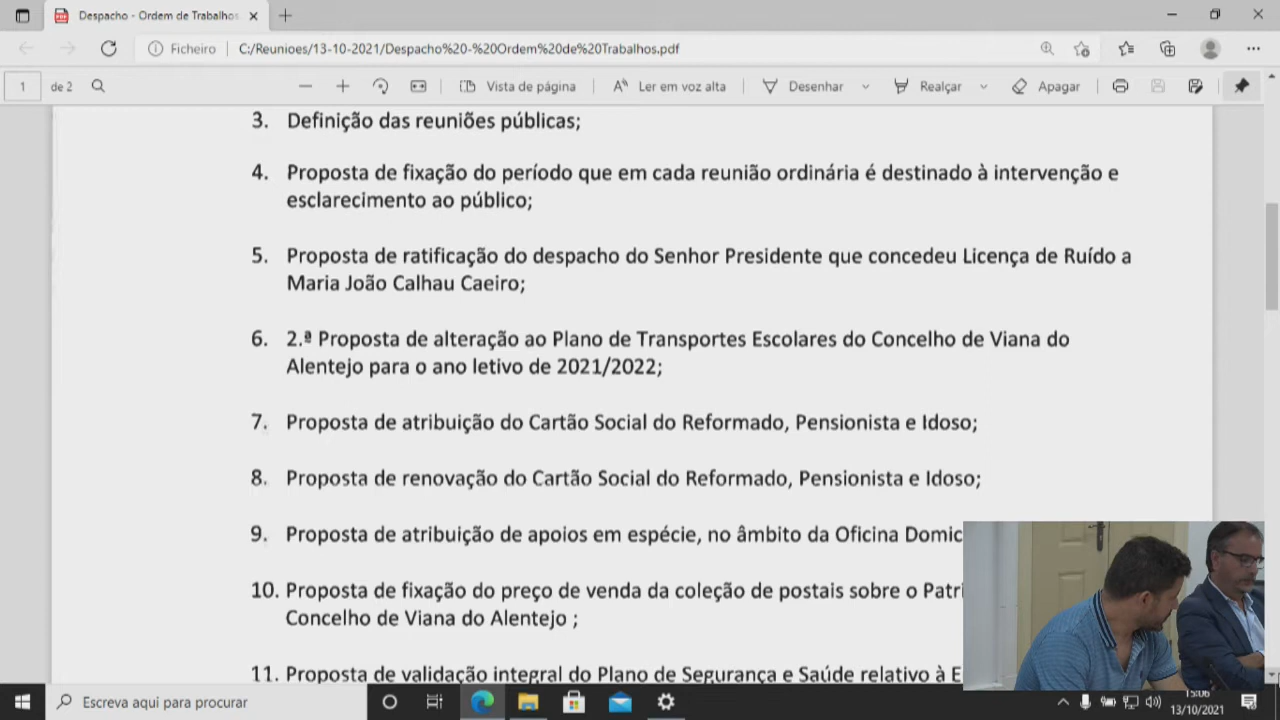 Despacho - Ordem de Trabalhos
Ficheiro
C:/Reunioes/13-10-2021/Despacho%20-%20Ordem%20de%20Trabalhos.pdf
1 de 2
Vista de página
Ler em voz alta
Desenhar
Realçar
Apagar
3. Definição das reuniões públicas;
4. Proposta de fixação do período que em cada reunião ordinária é destinado à intervenção e
esclarecimento ao público;
5. Proposta de ratificação do despacho do Senhor Presidente que concedeu Licença de Ruído a
Maria João Calhau Caeiro;
6. 2.ª Proposta de alteração ao Plano de Transportes Escolares do Concelho de Viana do
Alentejo para o ano letivo de 2021/2022;
7. Proposta de atribuição do Cartão Social do Reformado, Pensionista e Idoso;
8. Proposta de renovação do Cartão Social do Reformado, Pensionista e Idoso;
9. Proposta de atribuição de apoios em espécie, no âmbito da Oficina Domic
10. Proposta de fixação do preço de venda da coleção de postais sobre o Patri
Concelho de Viana do Alentejo ;
11. Proposta de validação integral do Plano de Segurança e Saúde relativo à E
Escreva aqui para procurar
15:06
13/10/2021